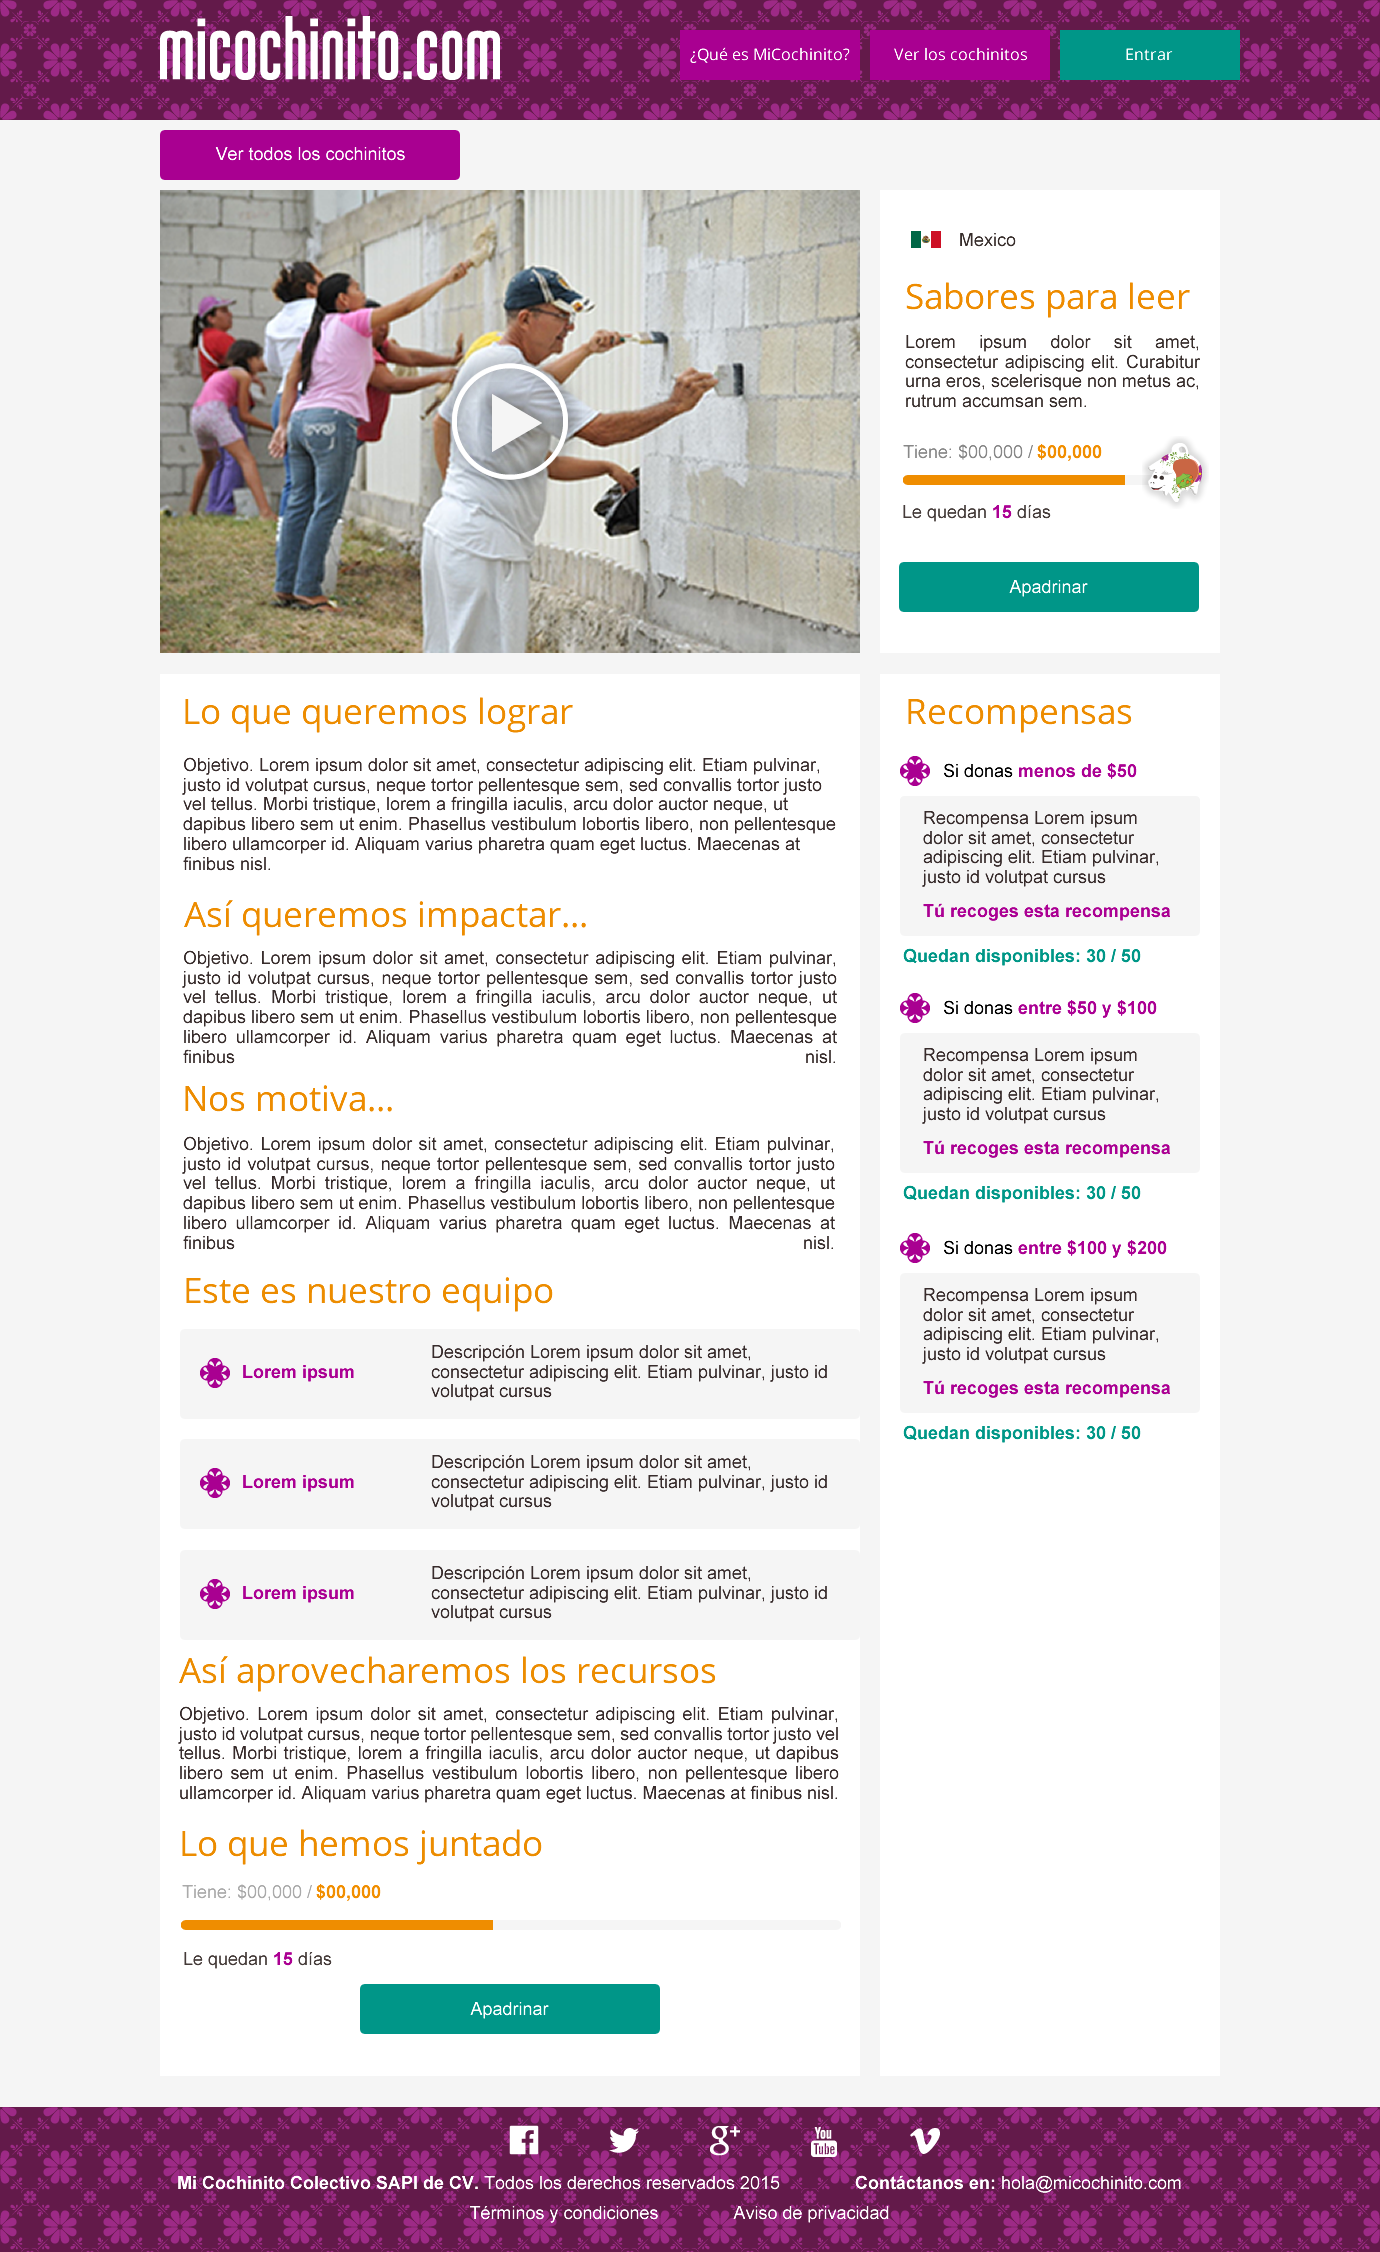 micochinito.com
¿Qué es MiCochinito?
Ver los cochinitos
Entrar
Ver todos los cochinitos
Mexico
Sabores para leer
Lorem ipsum dolor sit amet,
consectetur adipiscing elit. Curabitur
urna eros, scelerisque non metus ac,
rutrum accumsan sem.
Tiene: $00,000 / $00,000
Le quedan 15 días
Apadrinar
Lo que queremos lograr
Objetivo. Lorem ipsum dolor sit amet, consectetur adipiscing elit. Etiam pulvinar,
justo id volutpat cursus, neque tortor pellentesque sem, sed convallis tortor justo
vel tellus. Morbi tristique, lorem a fringilla iaculis, arcu dolor auctor neque, ut
dapibus libero sem ut enim. Phasellus vestibulum lobortis libero, non pellentesque
libero ullamcorper id. Aliquam varius pharetra quam eget luctus. Maecenas at
finibus nisl.
Así queremos impactar...
Objetivo. Lorem ipsum dolor sit amet, consectetur adipiscing elit. Etiam pulvinar,
justo id volutpat cursus, neque tortor pellentesque sem, sed convallis tortor justo
vel tellus. Morbi tristique, lorem a fringilla iaculis, arcu dolor auctor neque, ut
dapibus libero sem ut enim. Phasellus vestibulum lobortis libero, non pellentesque
libero ullamcorper id. Aliquam varius pharetra quam eget luctus. Maecenas at
finibus nisl.
Nos motiva...
Objetivo. Lorem ipsum dolor sit amet, consectetur adipiscing elit. Etiam pulvinar,
justo id volutpat cursus, neque tortor pellentesque sem, sed convallis tortor justo
vel tellus. Morbi tristique, lorem a fringilla iaculis, arcu dolor auctor neque, ut
dapibus libero sem ut enim. Phasellus vestibulum lobortis libero, non pellentesque
libero ullamcorper id. Aliquam varius pharetra quam eget luctus. Maecenas at
finibus nisl.
Este es nuestro equipo
Lorem ipsum
Descripción Lorem ipsum dolor sit amet,
consectetur adipiscing elit. Etiam pulvinar, justo id
volutpat cursus
Lorem ipsum
Descripción Lorem ipsum dolor sit amet,
consectetur adipiscing elit. Etiam pulvinar, justo id
volutpat cursus
Lorem ipsum
Descripción Lorem ipsum dolor sit amet,
consectetur adipiscing elit. Etiam pulvinar, justo id
volutpat cursus
Así aprovecharemos los recursos
Objetivo. Lorem ipsum dolor sit amet, consectetur adipiscing elit. Etiam pulvinar,
justo id volutpat cursus, neque tortor pellentesque sem, sed convallis tortor justo vel
tellus. Morbi tristique, lorem a fringilla iaculis, arcu dolor auctor neque, ut dapibus
libero sem ut enim. Phasellus vestibulum lobortis libero, non pellentesque libero
ullamcorper id. Aliquam varius pharetra quam eget luctus. Maecenas at finibus nisl.
Lo que hemos juntado
Tiene: $00,000 / $00,000
Le quedan 15 días
Apadrinar
Recompensas
Si donas menos de $50
Recompensa Lorem ipsum
dolor sit amet, consectetur
adipiscing elit. Etiam pulvinar,
justo id volutpat cursus
Tú recoges esta recompensa
Quedan disponibles: 30 / 50
Si donas entre $50 y $100
Recompensa Lorem ipsum
dolor sit amet, consectetur
adipiscing elit. Etiam pulvinar,
justo id volutpat cursus
Tú recoges esta recompensa
Quedan disponibles: 30 / 50
Si donas entre $100 y $200
Recompensa Lorem ipsum
dolor sit amet, consectetur
adipiscing elit. Etiam pulvinar,
justo id volutpat cursus
Tú recoges esta recompensa
Quedan disponibles: 30 / 50
g+
You
Tube
Mi Cochinito Colectivo SAPI de CV. Todos los derechos reservados 2015
Contáctanos en: hola@micochinito.com
Términos y condiciones
Aviso de privacidad